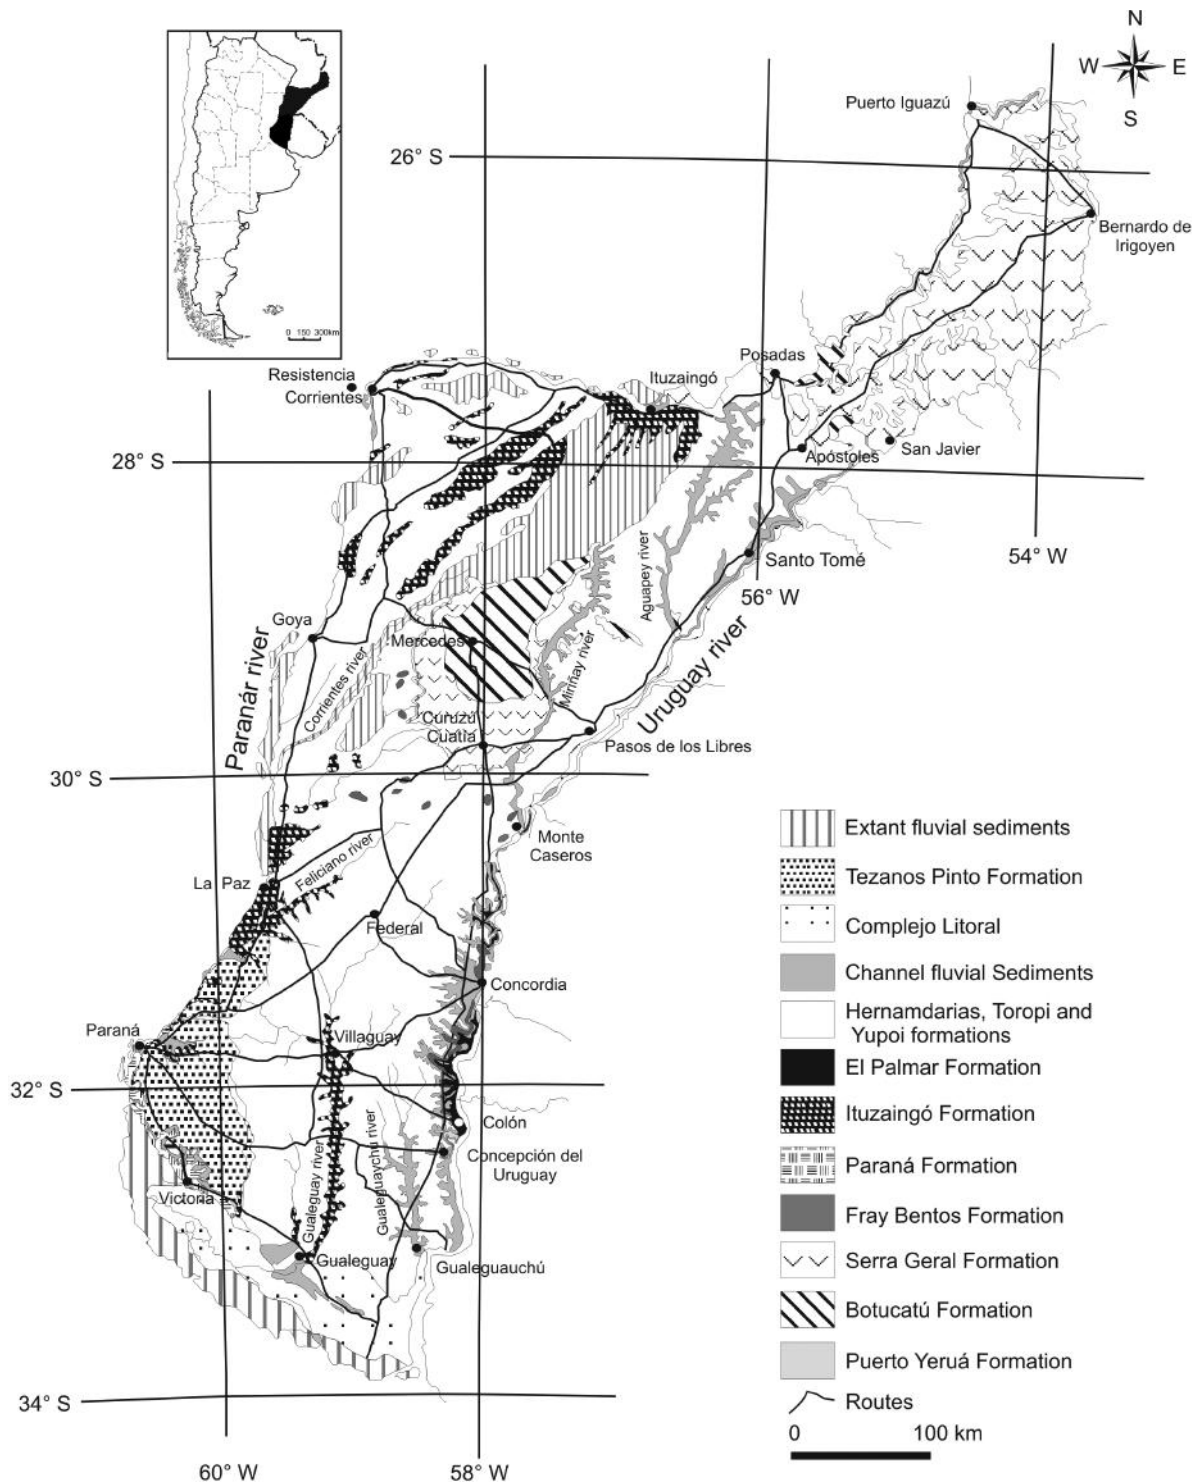 N
W E
S
Puerto Iguazú
26° S
Bernardo de
Irigoyen
0 150 300km
Resistencia
Corrientes
Ituzaingó
Posadas
28° S
Apóstoles
San Javier
54° W
Santo Tomé
56° W
Aguapey river
Goya
Mercedes
Paranár river
Corrientes river
Miriñay river
Uruguay river
Curuzú
Cuatia
Pasos de los Libres
30° S
Monte
Caseros
La Paz
Feliciano river
Federal
Concordia
Paraná
Villaguay
32° S
Colón
Concepción del
Uruguay
Victoria
Gualeguay river
Gualeguaychú river
Gualeguay
Gualeguauchú
34° S
60° W
58° W
Extant fluvial sediments
Tezanos Pinto Formation
Complejo Litoral
Channel fluvial Sediments
Hernamdarias, Toropi and
Yupoi formations
El Palmar Formation
Ituzaingó Formation
Paraná Formation
Fray Bentos Formation
Serra Geral Formation
Botucatú Formation
Puerto Yeruá Formation
Routes
0 100 km